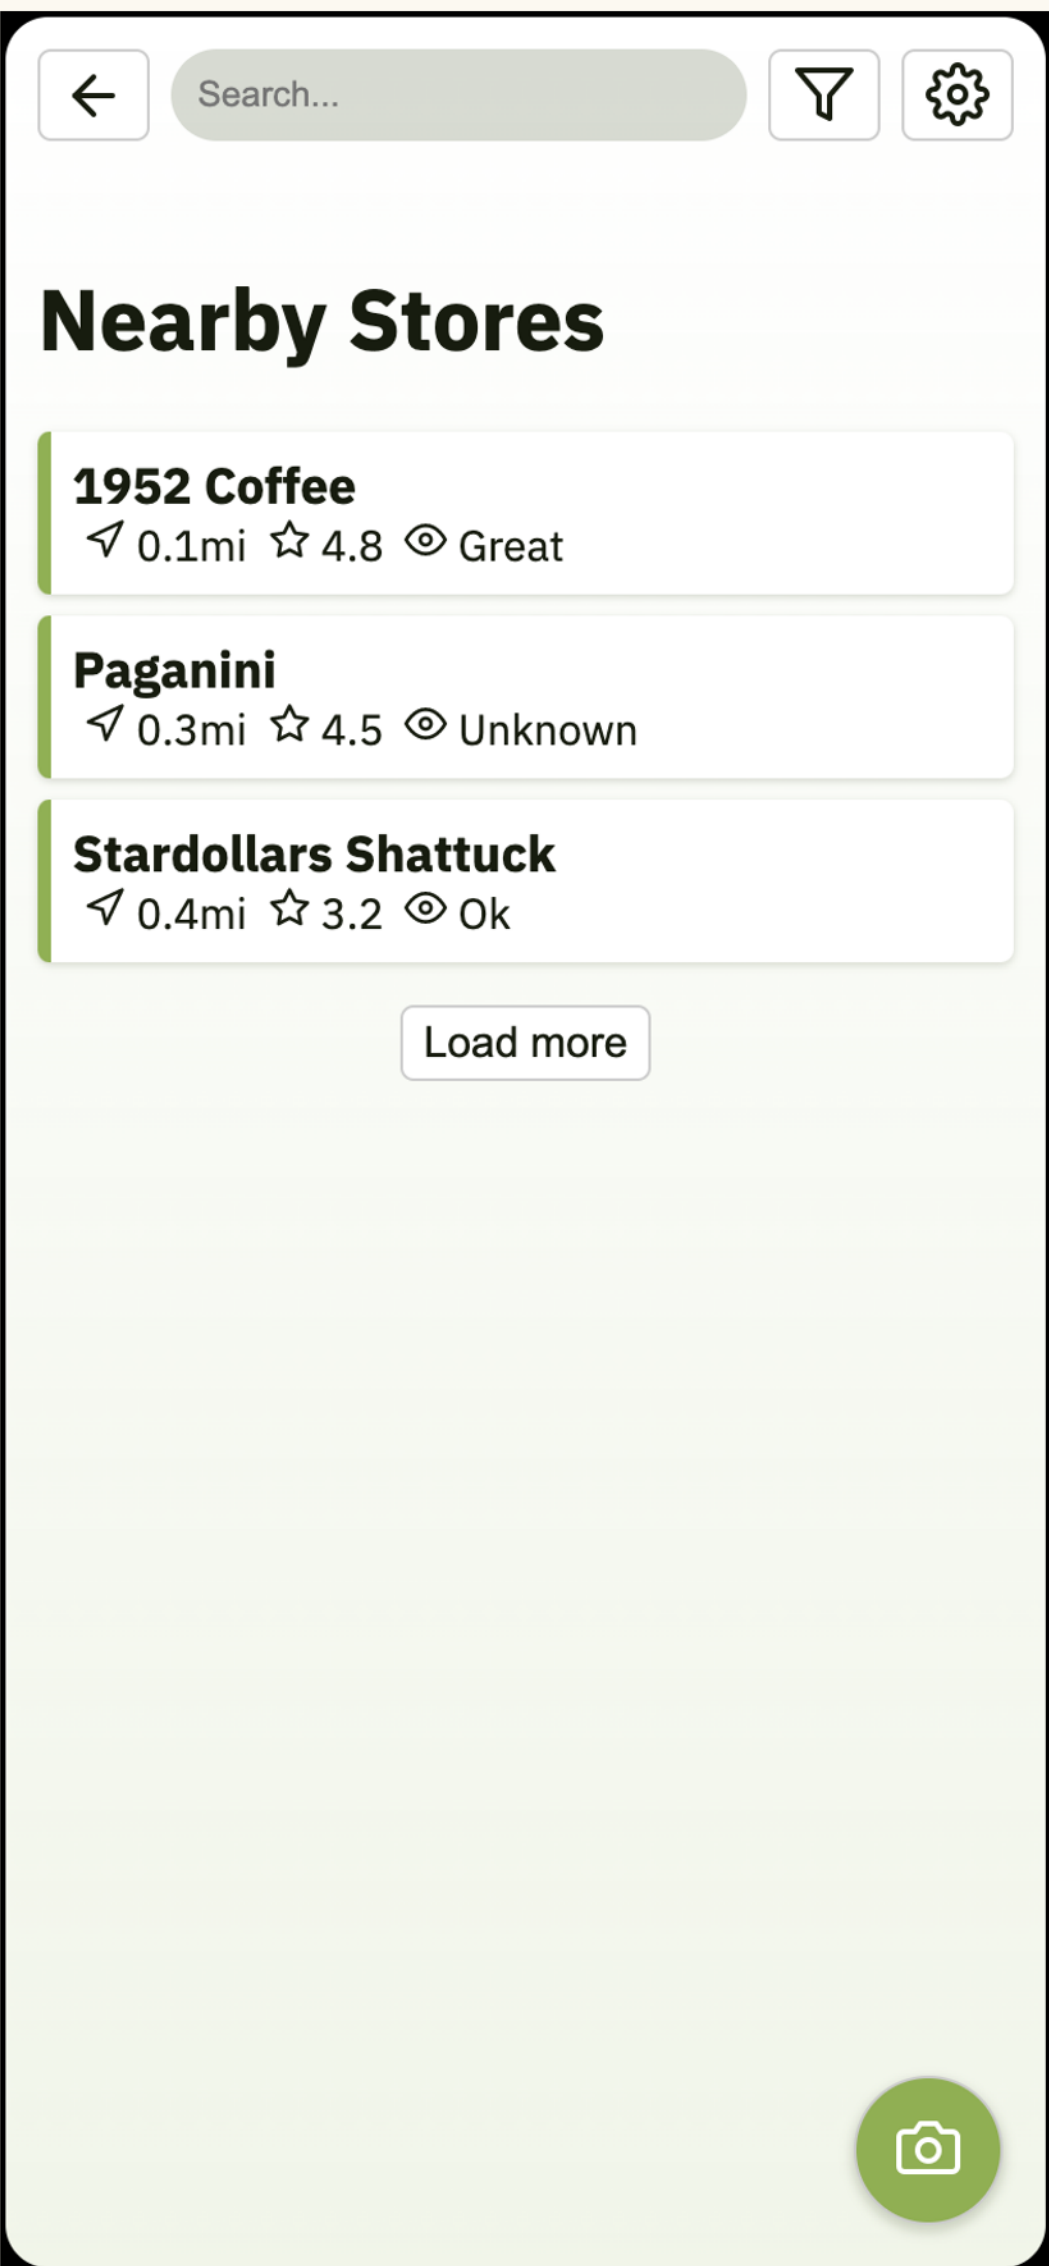 Search...
Nearby Stores
1952 Coffee
0.1mi 4.8 Great
Paganini
0.3mi 4.5 Unknown
Stardollars Shattuck
0.4mi 3.2 Ok
Load more